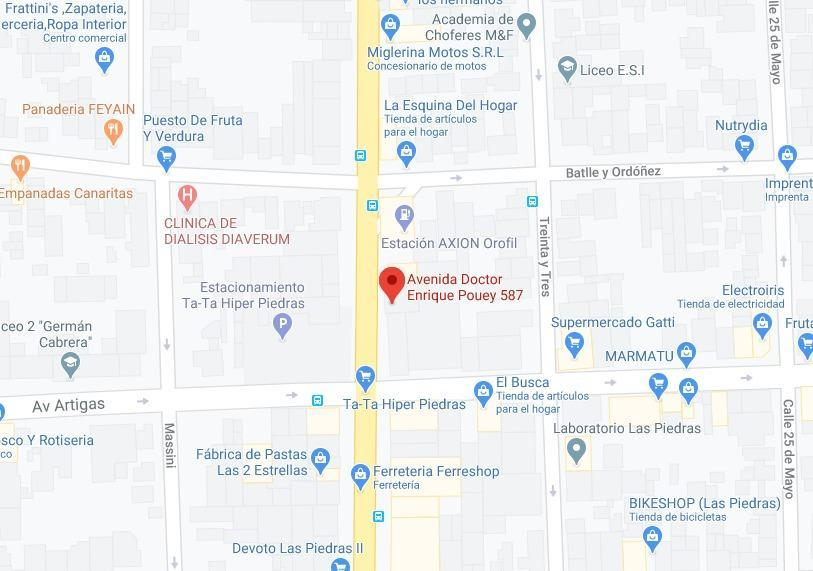 los hermanos
Frattini's ,Zapateria,
erceria,Ropa Interior
Centro comercial
Academia de
Choferes M&F
Miglerina Motos S.R.L
Concesionario de motos
Calle 25 de Mayo
Liceo E.S.I
Panaderia FEYAIN
Puesto De Fruta
Y Verdura
La Esquina Del Hogar
Tienda de artículos
para el hogar
Nutrydia
Batlle y Ordóñez
Empanadas Canaritas
H
Imprent
Imprenta
CLINICA DE
DIALISIS DIAVERUM
Estación AXION Orofil
Treinta y Tres
Avenida Doctor
Enrique Pouey 587
Estacionamiento
Ta-Ta Hiper Piedras
P
Electroiris
Tienda de electricidad
Supermercado Gatti
Fruta
iceo 2 "Germán
Cabrera"
MARMATU
El Busca
Tienda de artículos
para el hogar
Av Artigas
Ta-Ta Hiper Piedras
Calle 25 de Mayo
Laboratorio Las Piedras
osco Y Rotiseria
co
Massini
Fábrica de Pastas
Las 2 Estrellas
Ferreteria Ferreshop
Ferretería
BIKESHOP (Las Piedras)
Tienda de bicicletas
Devoto Las Piedras II